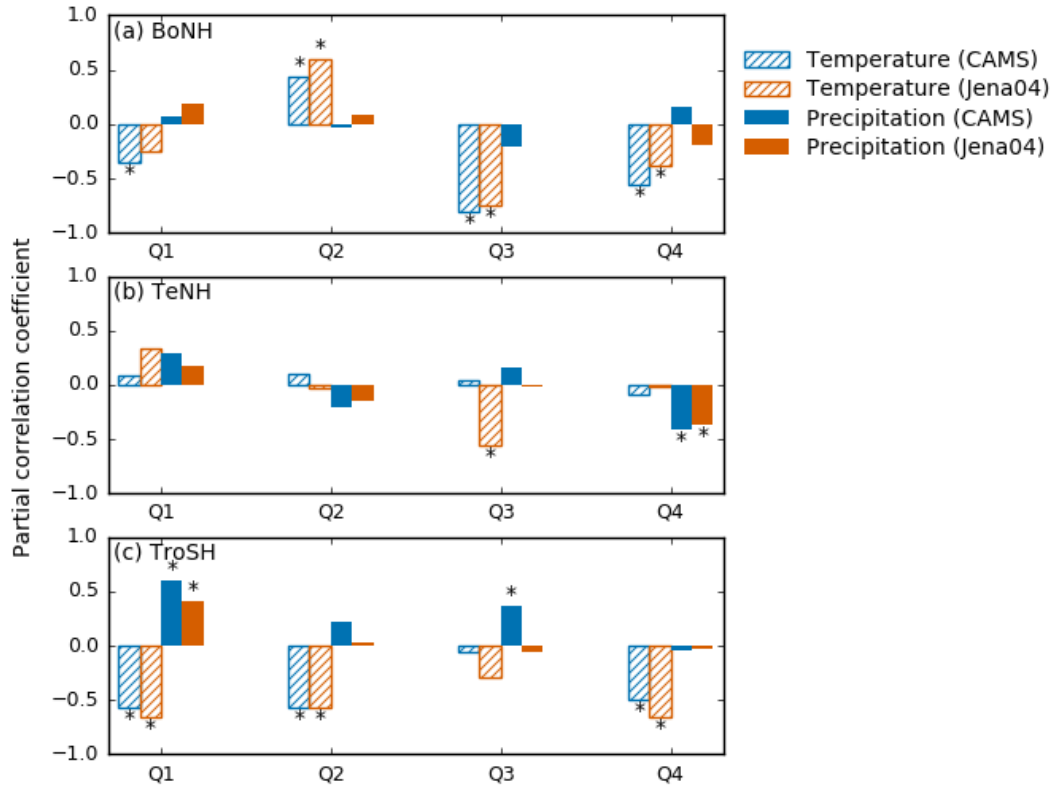 Partial correlation coefficient
1.0
(a) BoNH
0.5
0.0
−0.5
−1.0
* * * * * * * *
Q1 Q2 Q3 Q4
Temperature (CAMS)
Temperature (Jena04)
Precipitation (CAMS)
Precipitation (Jena04)
1.0
(b) TeNH
0.5
0.0
−0.5
−1.0
* * *
Q1 Q2 Q3 Q4
1.0
(c) TroSH
0.5
0.0
−0.5
−1.0
* * * * * * * * *
Q1 Q2 Q3 Q4